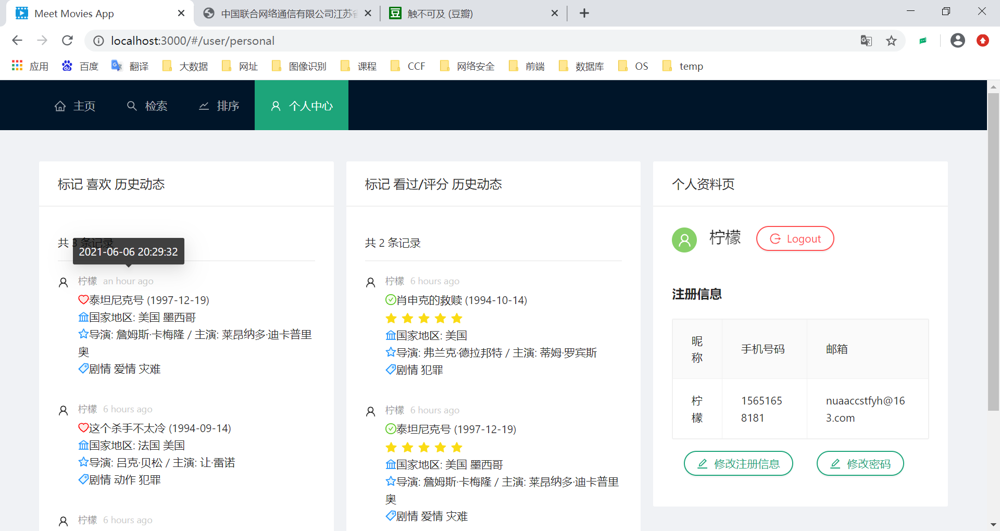 Meet Movies App
中国联合网络通信有限公司江苏省
触不可及 (豆瓣)
localhost:3000/#/user/personal
应用 百度 翻译 大数据 网址 图像识别 课程 CCF 网络安全 前端 数据库 OS temp
主页 检索 排序 个人中心
标记 喜欢 历史动态
共 3 条记录
2021-06-06 20:29:32
柠檬 an hour ago
泰坦尼克号 (1997-12-19)
国家地区: 美国 墨西哥
导演: 詹姆斯·卡梅隆 / 主演: 莱昂纳多·迪卡普里
奥
剧情 爱情 灾难
柠檬 6 hours ago
这个杀手不太冷 (1994-09-14)
国家地区: 法国 美国
导演: 吕克·贝松 / 主演: 让·雷诺
剧情 动作 犯罪
柠檬 6 hours ago
标记 看过/评分 历史动态
共 2 条记录
柠檬 6 hours ago
肖申克的救赎 (1994-10-14)
国家地区: 美国
导演: 弗兰克·德拉邦特 / 主演: 蒂姆·罗宾斯
剧情 犯罪
柠檬 6 hours ago
泰坦尼克号 (1997-12-19)
国家地区: 美国 墨西哥
导演: 詹姆斯·卡梅隆 / 主演: 莱昂纳多·迪卡普里
奥
剧情 爱情 灾难
个人资料页
柠檬 Logout
注册信息
昵
称
手机号码
邮箱
柠
檬
1565165
8181
nuaaccstfyh@16
3.com
修改注册信息 修改密码